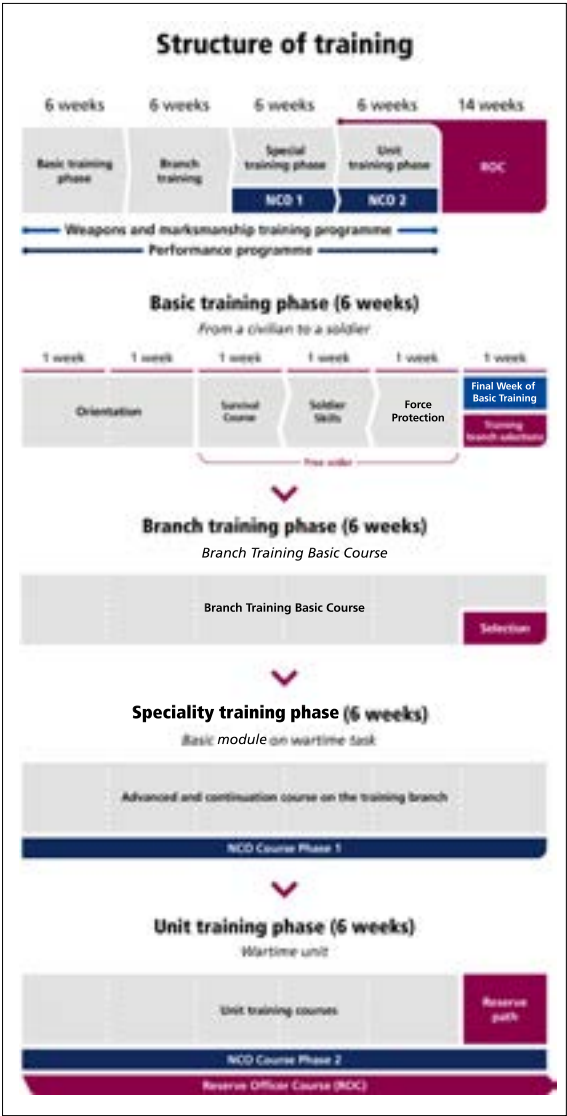 Structure of training
6 weeks
6 weeks
6 weeks
6 weeks
14 weeks
Basic training
phase
Branch
training
Special
training phase
Unit
training phase
ROC
NCO 1
NCO 2
Weapons and marksmanship training programme
Performance programme
Basic training phase (6 weeks)
From a civilian to a soldier
1 week
1 week
1 week
1 week
1 week
1 week
Orientation
Survival
Course
Soldier
Skills
Force
Protection
Final Week of
Basic Training
Training
branch selections
Free order
Branch training phase (6 weeks)
Branch Training Basic Course
Branch Training Basic Course
Selection
Speciality training phase (6 weeks)
Basic module on wartime task
Advanced and continuation course on the training branch
NCO Course Phase 1
Unit training phase (6 weeks)
Wartime unit
Unit training courses
Reserve
path
NCO Course Phase 2
Reserve Officer Course (ROC)